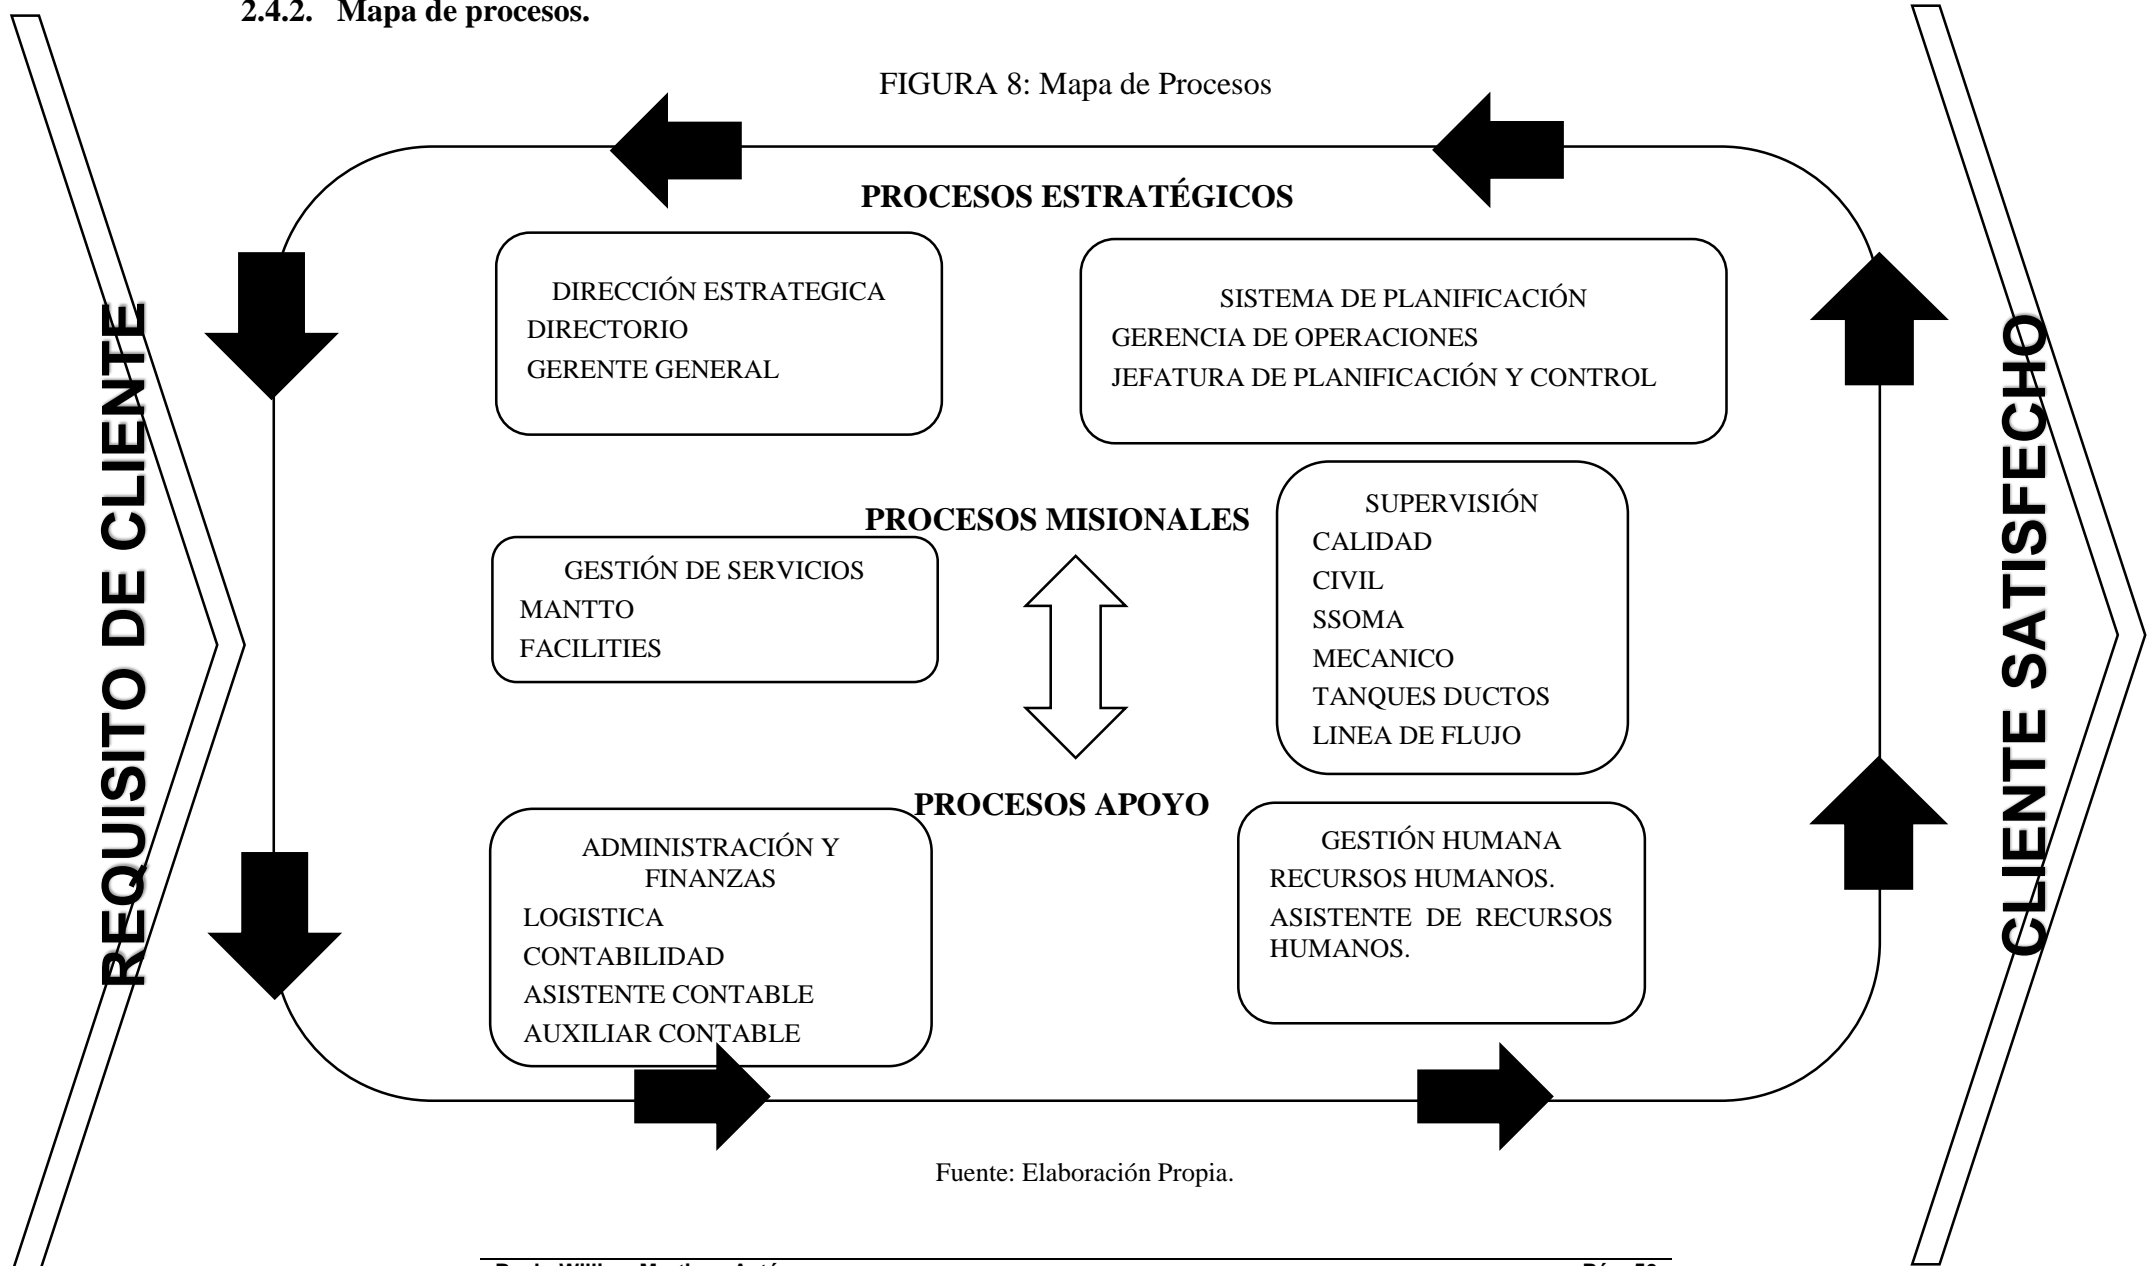 2.4.2. Mapa de procesos.
FIGURA 8: Mapa de Procesos
REQUISITO DE CLIENTE
PROCESOS ESTRATÉGICOS
DIRECCIÓN ESTRATEGICA
DIRECTORIO
GERENTE GENERAL
SISTEMA DE PLANIFICACIÓN
GERENCIA DE OPERACIONES
JEFATURA DE PLANIFICACIÓN Y CONTROL
PROCESOS MISIONALES
GESTIÓN DE SERVICIOS
MANTTO
FACILITIES
SUPERVISIÓN
CALIDAD
CIVIL
SSOMA
MECANICO
TANQUES DUCTOS
LINEA DE FLUJO
PROCESOS APOYO
ADMINISTRACIÓN Y
FINANZAS
LOGISTICA
CONTABILIDAD
ASISTENTE CONTABLE
AUXILIAR CONTABLE
GESTIÓN HUMANA
RECURSOS HUMANOS.
ASISTENTE DE RECURSOS
HUMANOS.
CLIENTE SATISFECHO
Fuente: Elaboración Propia.